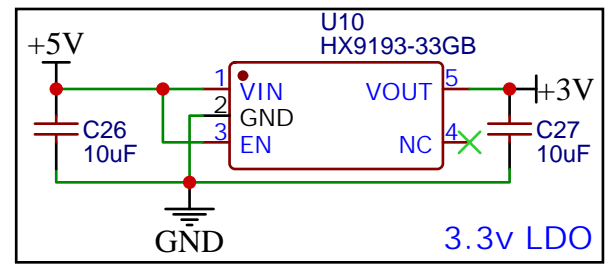 U10
HX9193-33GB
+5V
1 VIN
2 GND
3 EN
VOUT 5
NC 4
+3V
C26
10uF
C27
10uF
GND
3.3v LDO